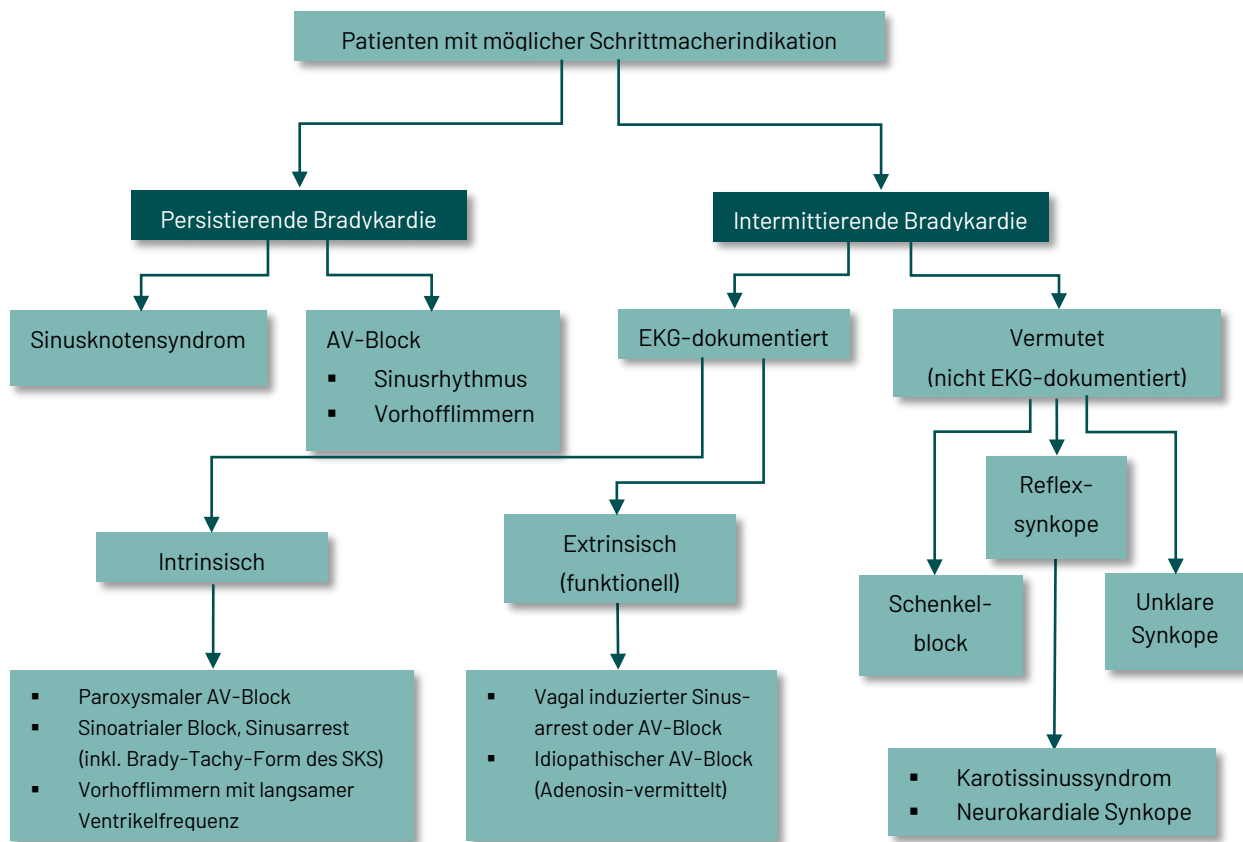 Patienten mit möglicher Schrittmacherindikation
Persistierende Bradykardie
Intermittierende Bradykardie
Sinusknotensyndrom
AV-Block
▪ Sinusrhythmus
▪ Vorhofflimmern
EKG-dokumentiert
Vermutet
(nicht EKG-dokumentiert)
Intrinsisch
Extrinsisch
(funktionell)
Reflex-
synkope
Schenkel-
block
Unklare
Synkope
▪ Paroxysmaler AV-Block
▪ Sinoatrialer Block, Sinusarrest
(inkl. Brady-Tachy-Form des SKS)
▪ Vorhofflimmern mit langsamer
Ventrikelfrequenz
▪ Vagal induzierter Sinus-
arrest oder AV-Block
▪ Idiopathischer AV-Block
(Adenosin-vermittelt)
▪ Karotissinussyndrom
▪ Neurokardiale Synkope